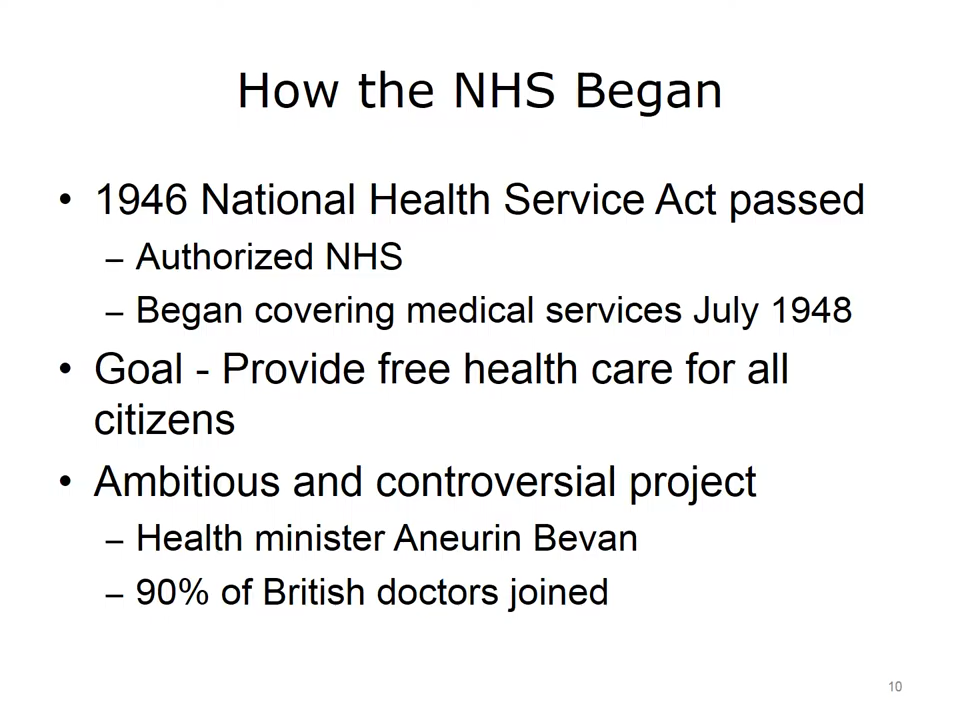 How the NHS Began
• 1946 National Health Service Act passed
– Authorized NHS
– Began covering medical services July 1948
• Goal - Provide free health care for all
citizens
• Ambitious and controversial project
– Health minister Aneurin Bevan
– 90% of British doctors joined
10